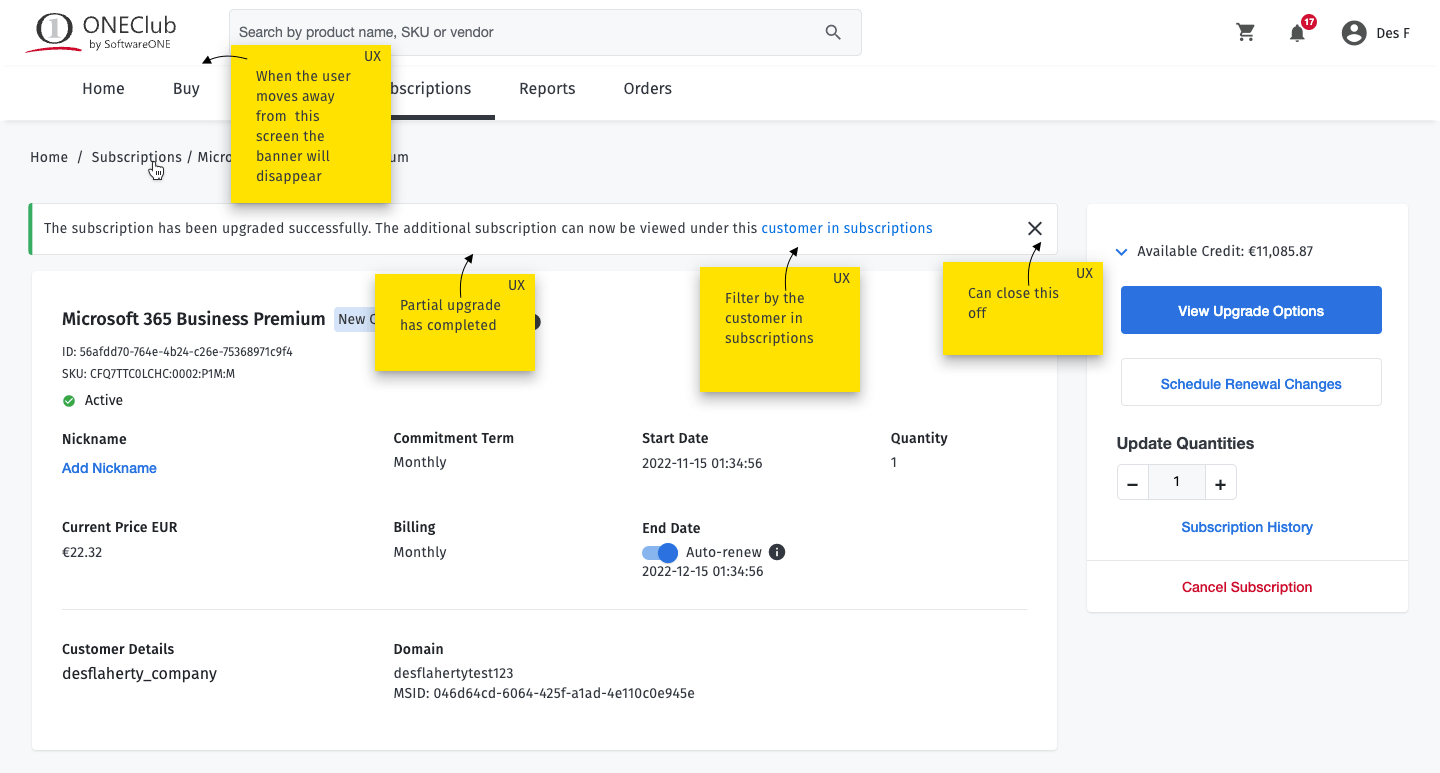 ONEClub
by SoftwareONE
Search by product name, SKU or vendor
17
Des F
Home
Buy
bscriptions
Reports
Orders
UX
When the user
moves away
from this
screen the
banner will
disappear
Home / Subscriptions / Micro
um
The subscription has been upgraded successfully. The additional subscription can now be viewed under this customer in subscriptions
UX
Partial upgrade
has completed
UX
Filter by the
customer in
subscriptions
UX
Can close this
off
Microsoft 365 Business Premium
New C
ID: 56afdd70-764e-4b24-c26e-75368971c9f4
SKU: CFQ7TTC0LCHC:0002:P1M:M
Active
Nickname
Add Nickname
Commitment Term
Monthly
Start Date
2022-11-15 01:34:56
Quantity
1
Current Price EUR
€22.32
Billing
Monthly
End Date
Auto-renew
2022-12-15 01:34:56
Customer Details
desflaherty_company
Domain
desflahertytest123
MSID: 046d64cd-6064-425f-a1ad-4e110c0e945e
Available Credit: €11,085.87
View Upgrade Options
Schedule Renewal Changes
Update Quantities
− 1 +
Subscription History
Cancel Subscription